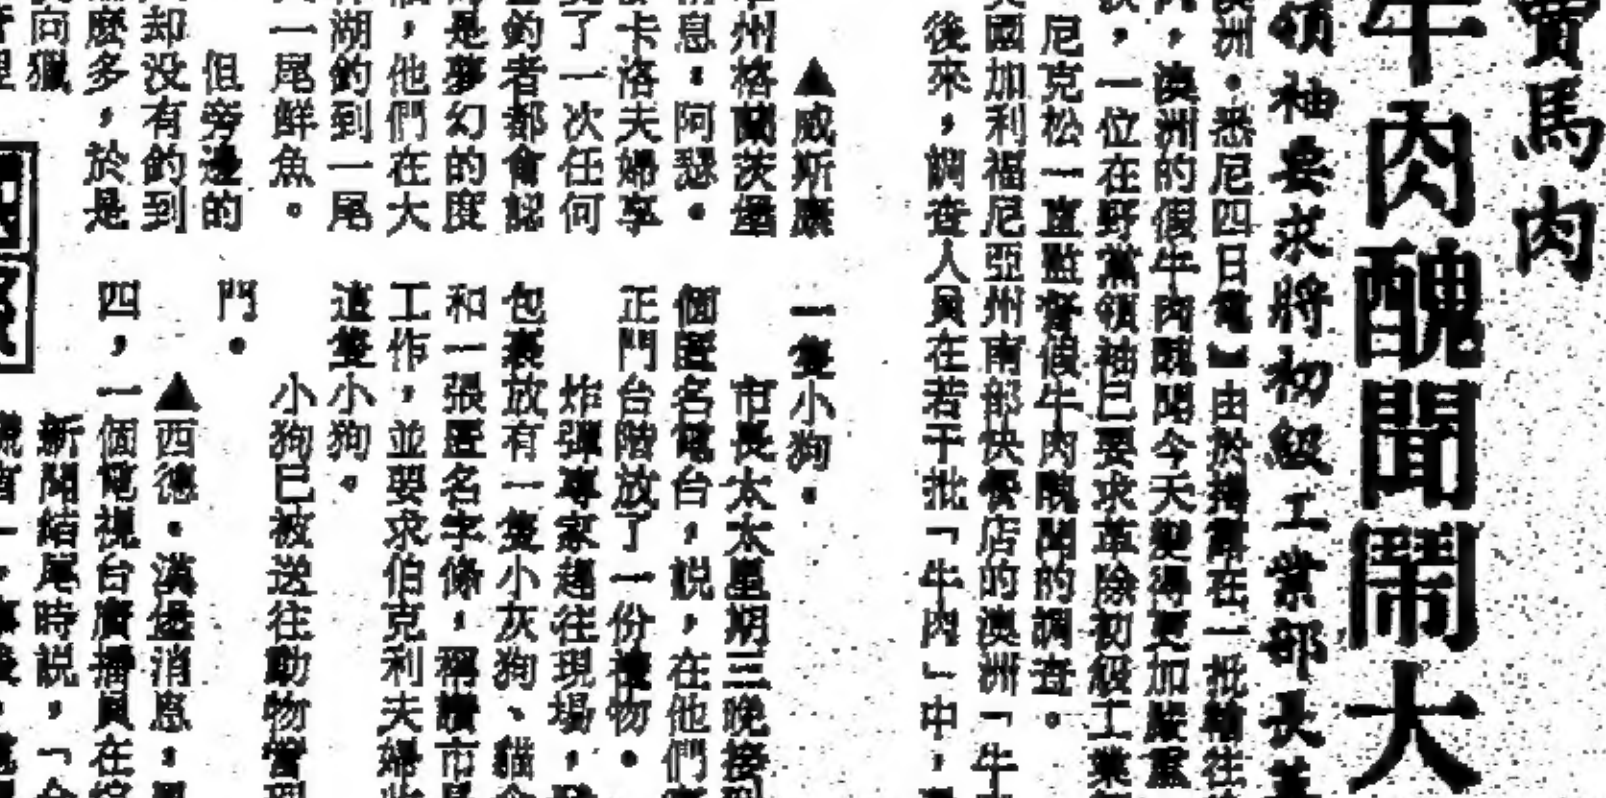 賣馬肉
牛肉醜聞鬧大
領袖要求將初級工業部長革
澳洲。悉尼四日電】由於揭露在一批輸往
內,澳洲的假牛肉醜聞今天變得更加嚴重
,一位在野黨領袖已要求革除初級工業
尼克松一直監督假牛肉醜聞的調查。
美國加利福尼亞州南部快餐店的澳洲「牛
後來,調查人員在若干批「牛肉」中,
▲威斯康
州格蘭茨堡
息。阿瑟。
卡洛夫婦享
了一次任何
釣者都會認
是夢幻的度
,他們在大
湖釣到一尾
一尾鮮魚。
但旁邊的
却没有釣到
麽多,於是
向獵
一隻小狗。
市長太太星期三晚接到
個匿名電台,説,在他們
正門台階放了一份禮物。
炸彈專家趕往現場,
包裹放有一隻小灰狗、貓
和一張匿名字條,稱讚市
工作,並要求伯克利夫婦
這隻小狗。
小狗已被送往動物當
門。
▲西德。漢堡消息,
四,一個電視台廣播員在
新聞結尾時説,「